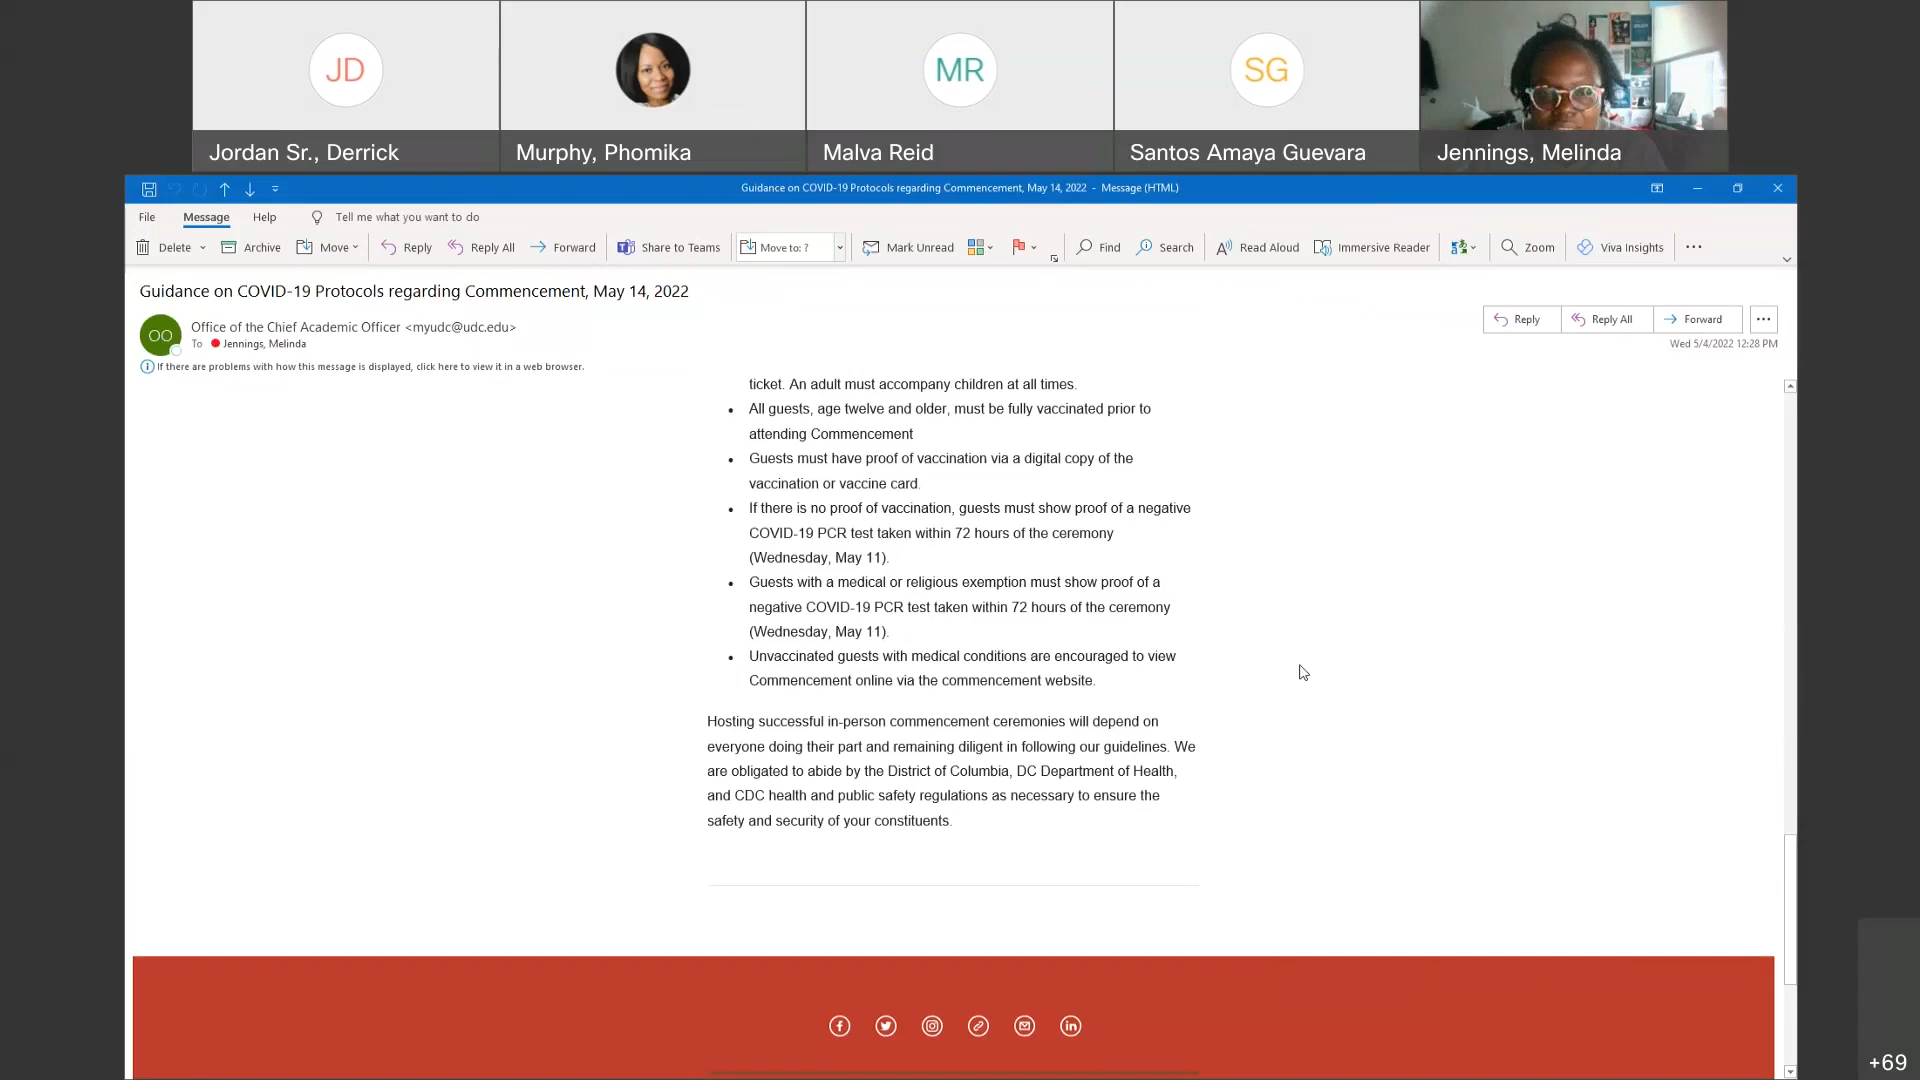 JD
MR
SG
Jordan Sr., Derrick
Murphy, Phomika
Malva Reid
Santos Amaya Guevara
Jennings, Melinda
Guidance on COVID-19 Protocols regarding Commencement, May 14, 2022 - Message (HTML)
File Message Help Tell me what you want to do
Delete Archive Move Reply Reply All Forward Share to Teams Move to: ? Mark Unread Find Search Read Aloud Immersive Reader Zoom Viva Insights
Guidance on COVID-19 Protocols regarding Commencement, May 14, 2022
OO
Office of the Chief Academic Officer <myudc@udc.edu>
To Jennings, Melinda
Reply Reply All Forward
Wed 5/4/2022 12:28 PM
If there are problems with how this message is displayed, click here to view it in a web browser.
ticket. An adult must accompany children at all times.
• All guests, age twelve and older, must be fully vaccinated prior to
attending Commencement
• Guests must have proof of vaccination via a digital copy of the
vaccination or vaccine card.
• If there is no proof of vaccination, guests must show proof of a negative
COVID-19 PCR test taken within 72 hours of the ceremony
(Wednesday, May 11).
• Guests with a medical or religious exemption must show proof of a
negative COVID-19 PCR test taken within 72 hours of the ceremony
(Wednesday, May 11).
• Unvaccinated guests with medical conditions are encouraged to view
Commencement online via the commencement website.
Hosting successful in-person commencement ceremonies will depend on
everyone doing their part and remaining diligent in following our guidelines. We
are obligated to abide by the District of Columbia, DC Department of Health,
and CDC health and public safety regulations as necessary to ensure the
safety and security of your constituents.
+69